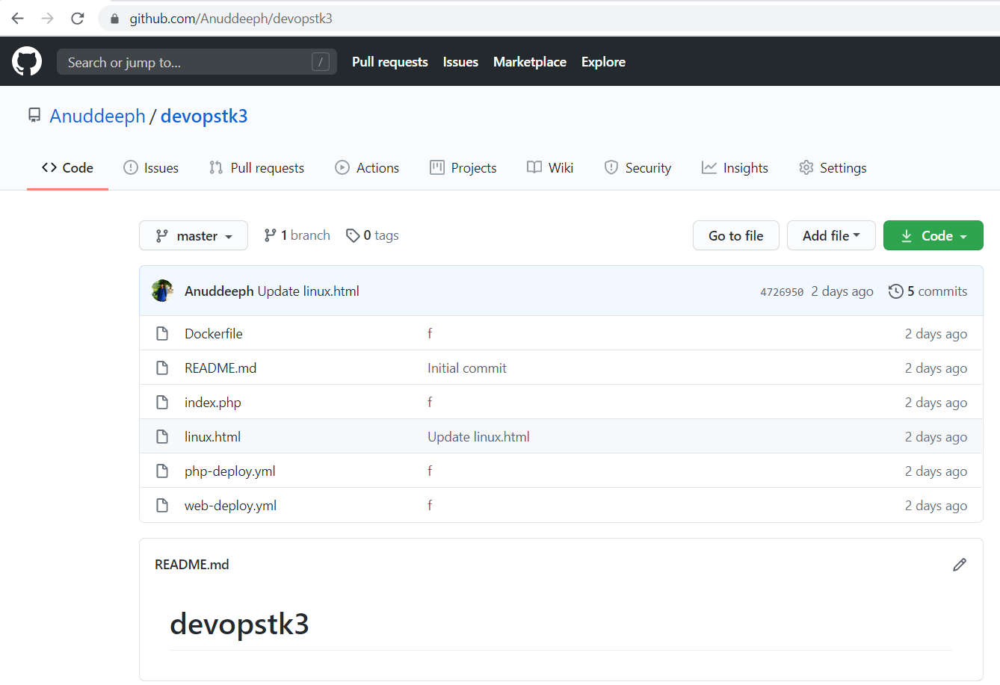 github.com/Anuddeeph/devopstk3
Search or jump to... /
Pull requests Issues Marketplace Explore
Anuddeeph / devopstk3
Code Issues Pull requests Actions Projects Wiki Security Insights Settings
master 1 branch 0 tags Go to file Add file Code
Anuddeeph Update linux.html 4726950 2 days ago 5 commits
Dockerfile f 2 days ago
README.md Initial commit 2 days ago
index.php f 2 days ago
linux.html Update linux.html 2 days ago
php-deploy.yml f 2 days ago
web-deploy.yml f 2 days ago
README.md
devopstk3